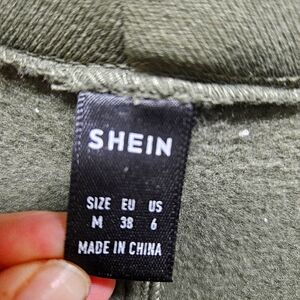 SHEIN
SIZE EU US
M 38 6
MADE IN CHINA